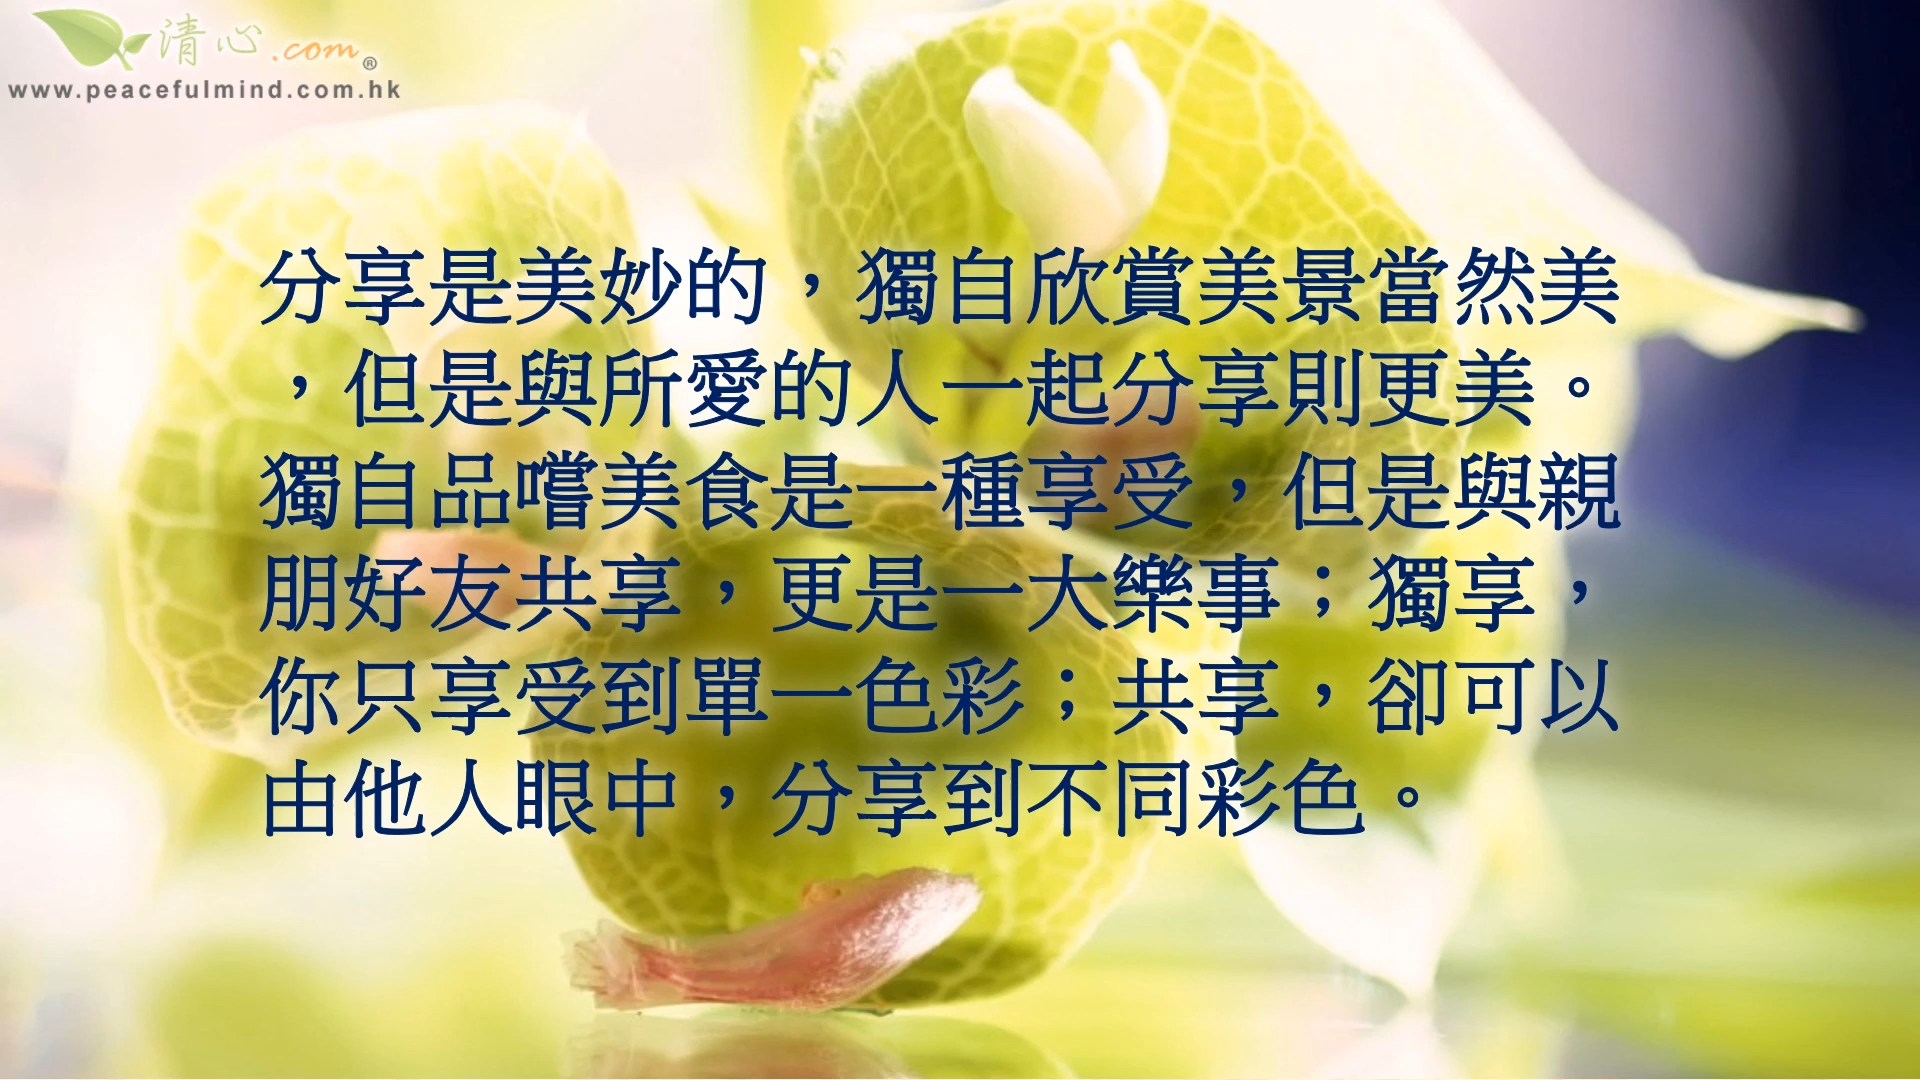 清心.com®
www.peacefulmind.com.hk
分享是美妙的，獨自欣賞美景當然美
，但是與所愛的人一起分享則更美。
獨自品嚐美食是一種享受，但是與親
朋好友共享，更是一大樂事；獨享，
你只享受到單一色彩；共享，卻可以
由他人眼中，分享到不同彩色。